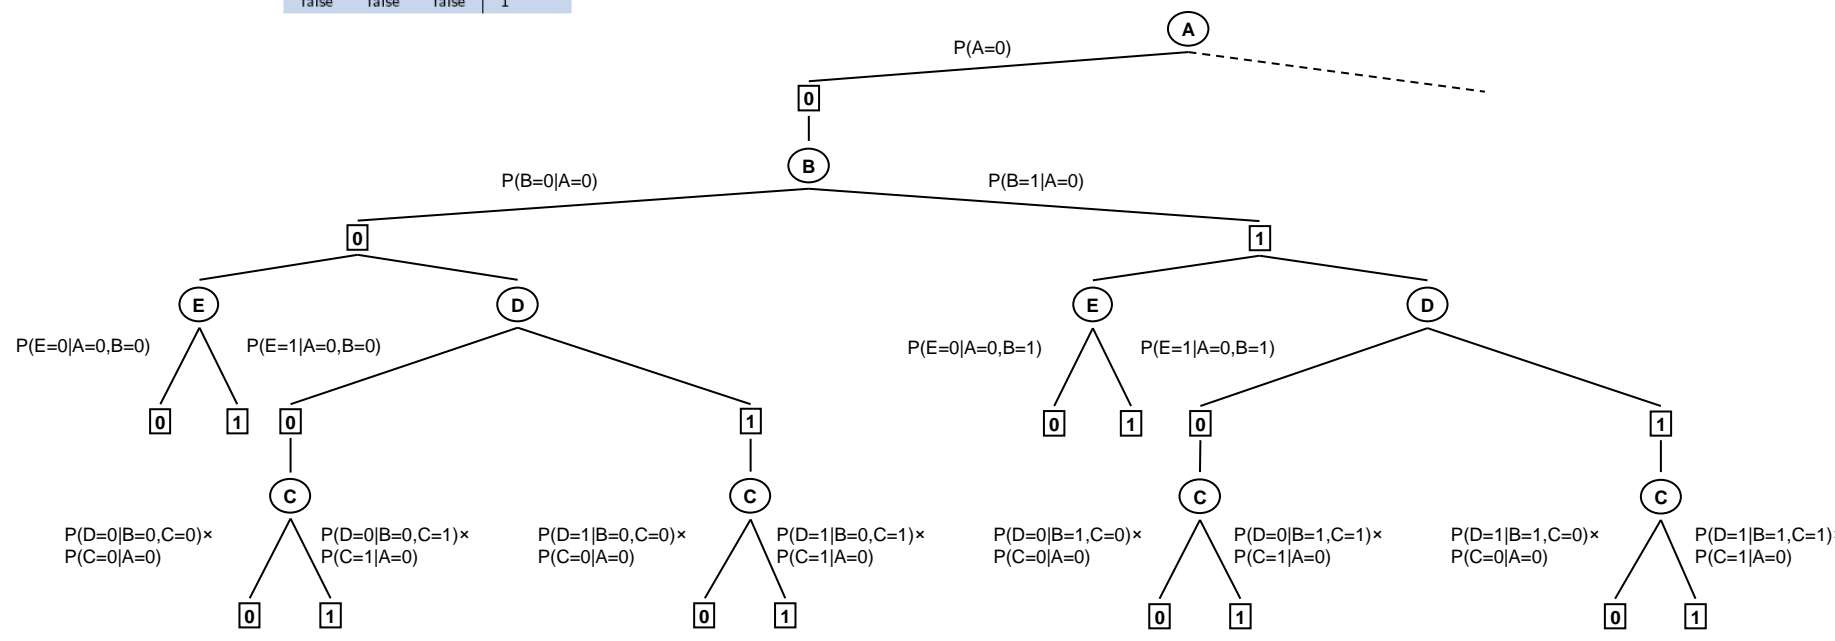 false false false 1
A
P(A=0)
0
B
P(B=0|A=0) P(B=1|A=0)
0 1
E D E D
P(E=0|A=0,B=0) P(E=1|A=0,B=0) P(E=0|A=0,B=1) P(E=1|A=0,B=1)
0 1 0 1 0 1 0 1
C C C C
P(D=0|B=0,C=0)× P(D=0|B=0,C=1)× P(D=1|B=0,C=0)× P(D=1|B=0,C=1)× P(D=0|B=1,C=0)× P(D=0|B=1,C=1)× P(D=1|B=1,C=0)× P(D=1|B=1,C=1)×
P(C=0|A=0) P(C=1|A=0) P(C=0|A=0) P(C=1|A=0) P(C=0|A=0) P(C=1|A=0) P(C=0|A=0) P(C=1|A=0)
0 1 0 1 0 1 0 1